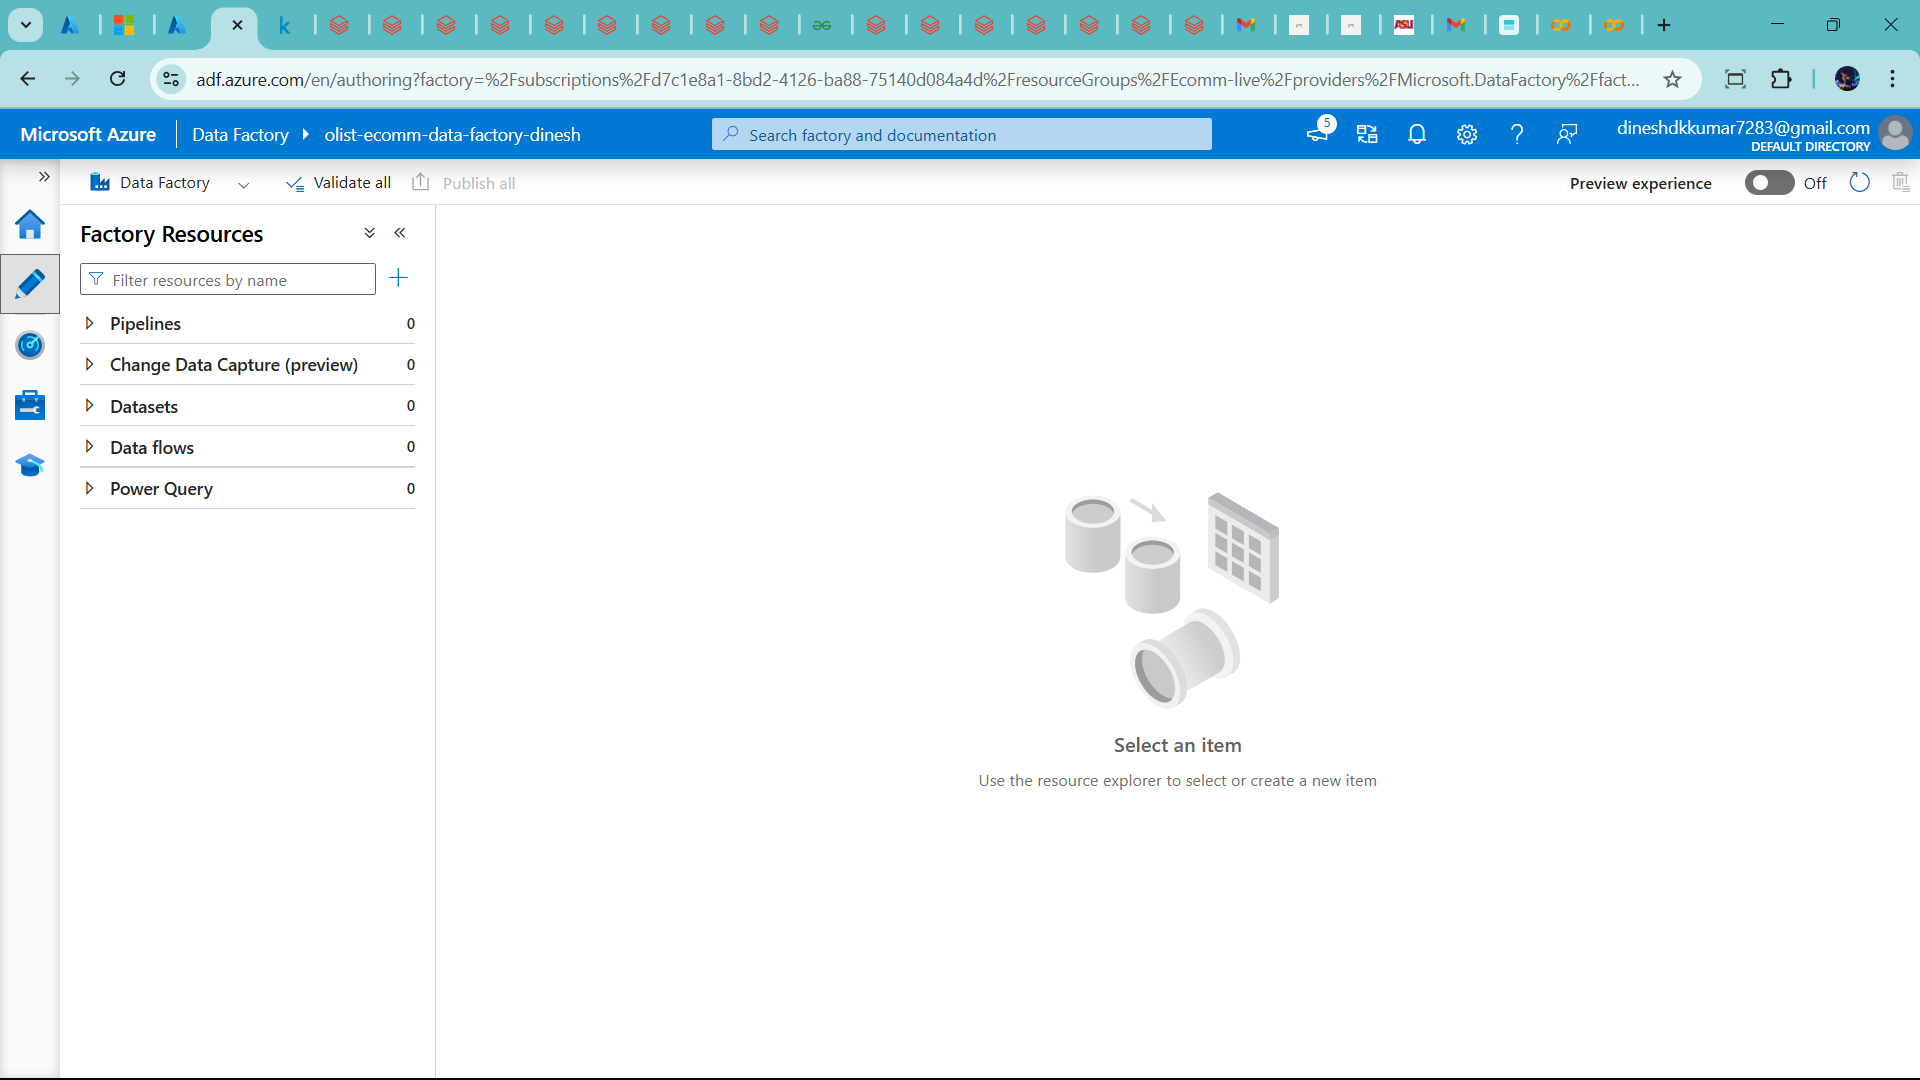 k
ASU
adf.azure.com/en/authoring?factory=%2Fsubscriptions%2Fd7c1e8a1-8bd2-4126-ba88-75140d084a4d%2FresourceGroups%2FEcomm-live%2Fproviders%2FMicrosoft.DataFactory%2Ffact...
Microsoft Azure
Data Factory
olist-ecomm-data-factory-dinesh
Search factory and documentation
5
dineshdkkumar7283@gmail.com
DEFAULT DIRECTORY
Data Factory
Validate all
Publish all
Preview experience
Off
Factory Resources
Filter resources by name
Pipelines 0
Change Data Capture (preview) 0
Datasets 0
Data flows 0
Power Query 0
Select an item
Use the resource explorer to select or create a new item